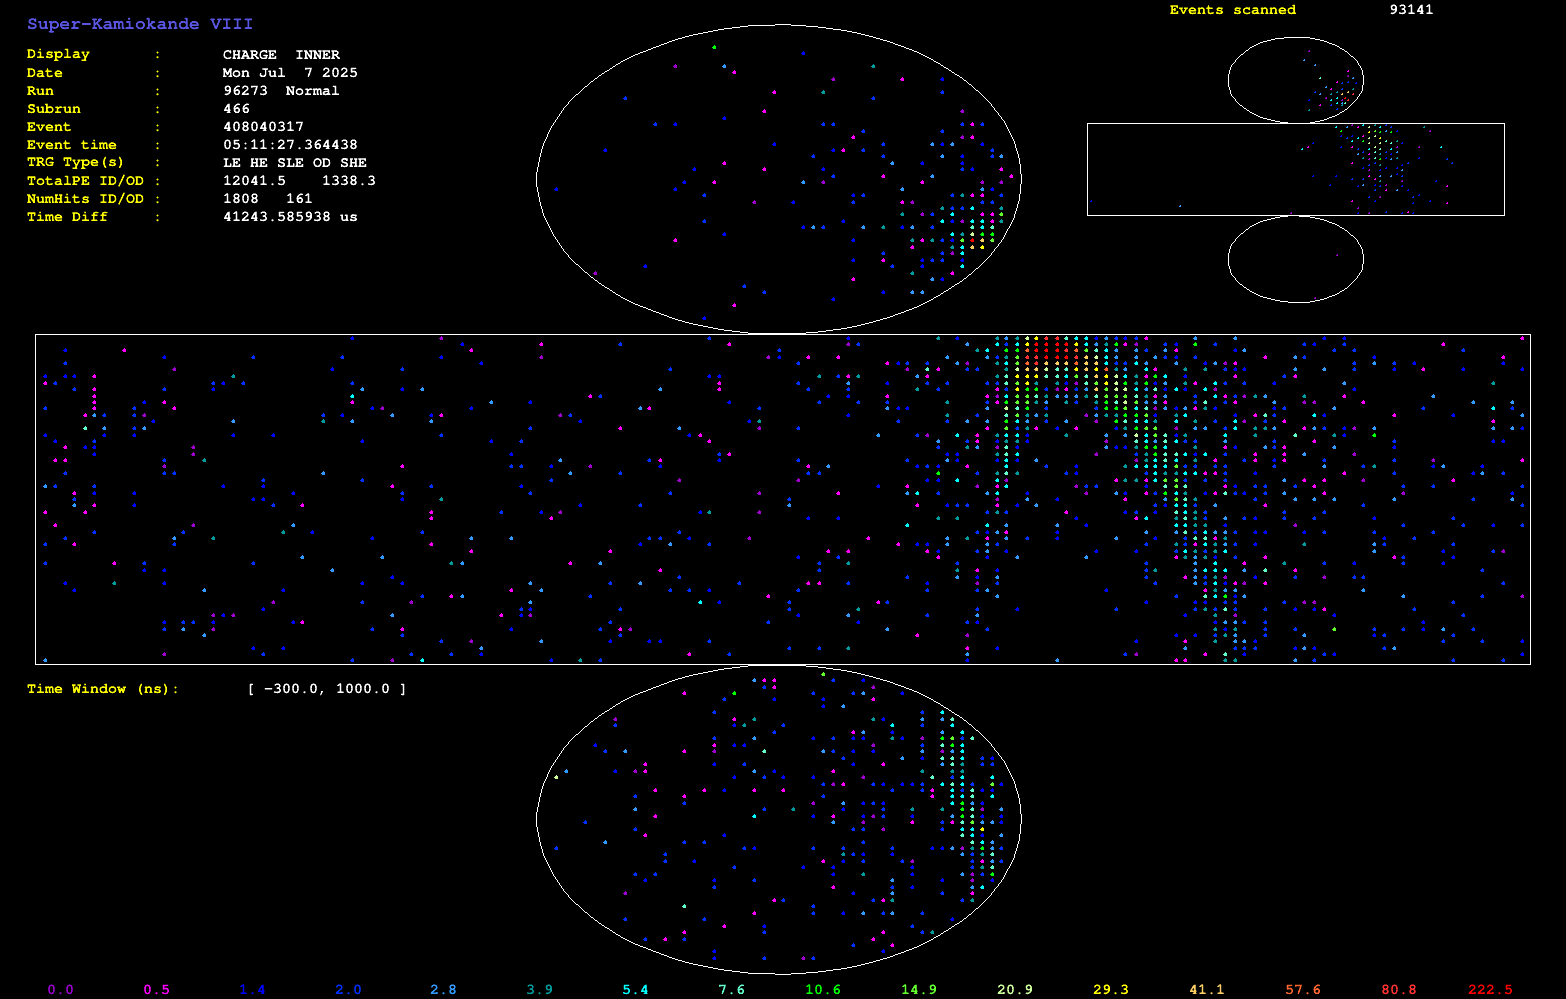 Super-Kamiokande VIII
Events scanned 93141
Display : CHARGE INNER
Date : Mon Jul 7 2025
Run : 96273 Normal
Subrun : 466
Event : 408040317
Event time : 05:11:27.364438
TRG Type(s) : LE HE SLE OD SHE
TotalPE ID/OD : 12041.5 1338.3
NumHits ID/OD : 1808 161
Time Diff : 41243.585938 us
Time Window (ns): [ -300.0, 1000.0 ]
0.0 0.5 1.4 2.0 2.8 3.9 5.4 7.6 10.6 14.9 20.9 29.3 41.1 57.6 80.8 222.5